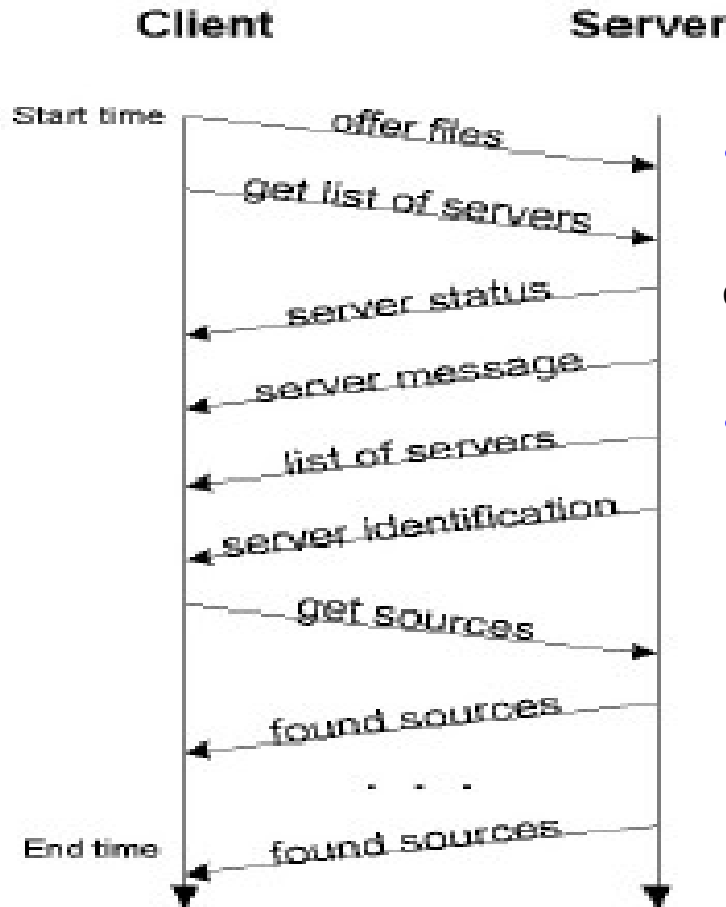 Client Server
Start time
offer files
get list of servers
server status
server message
list of servers
server identification
get sources
found sources
. . .
found sources
End time